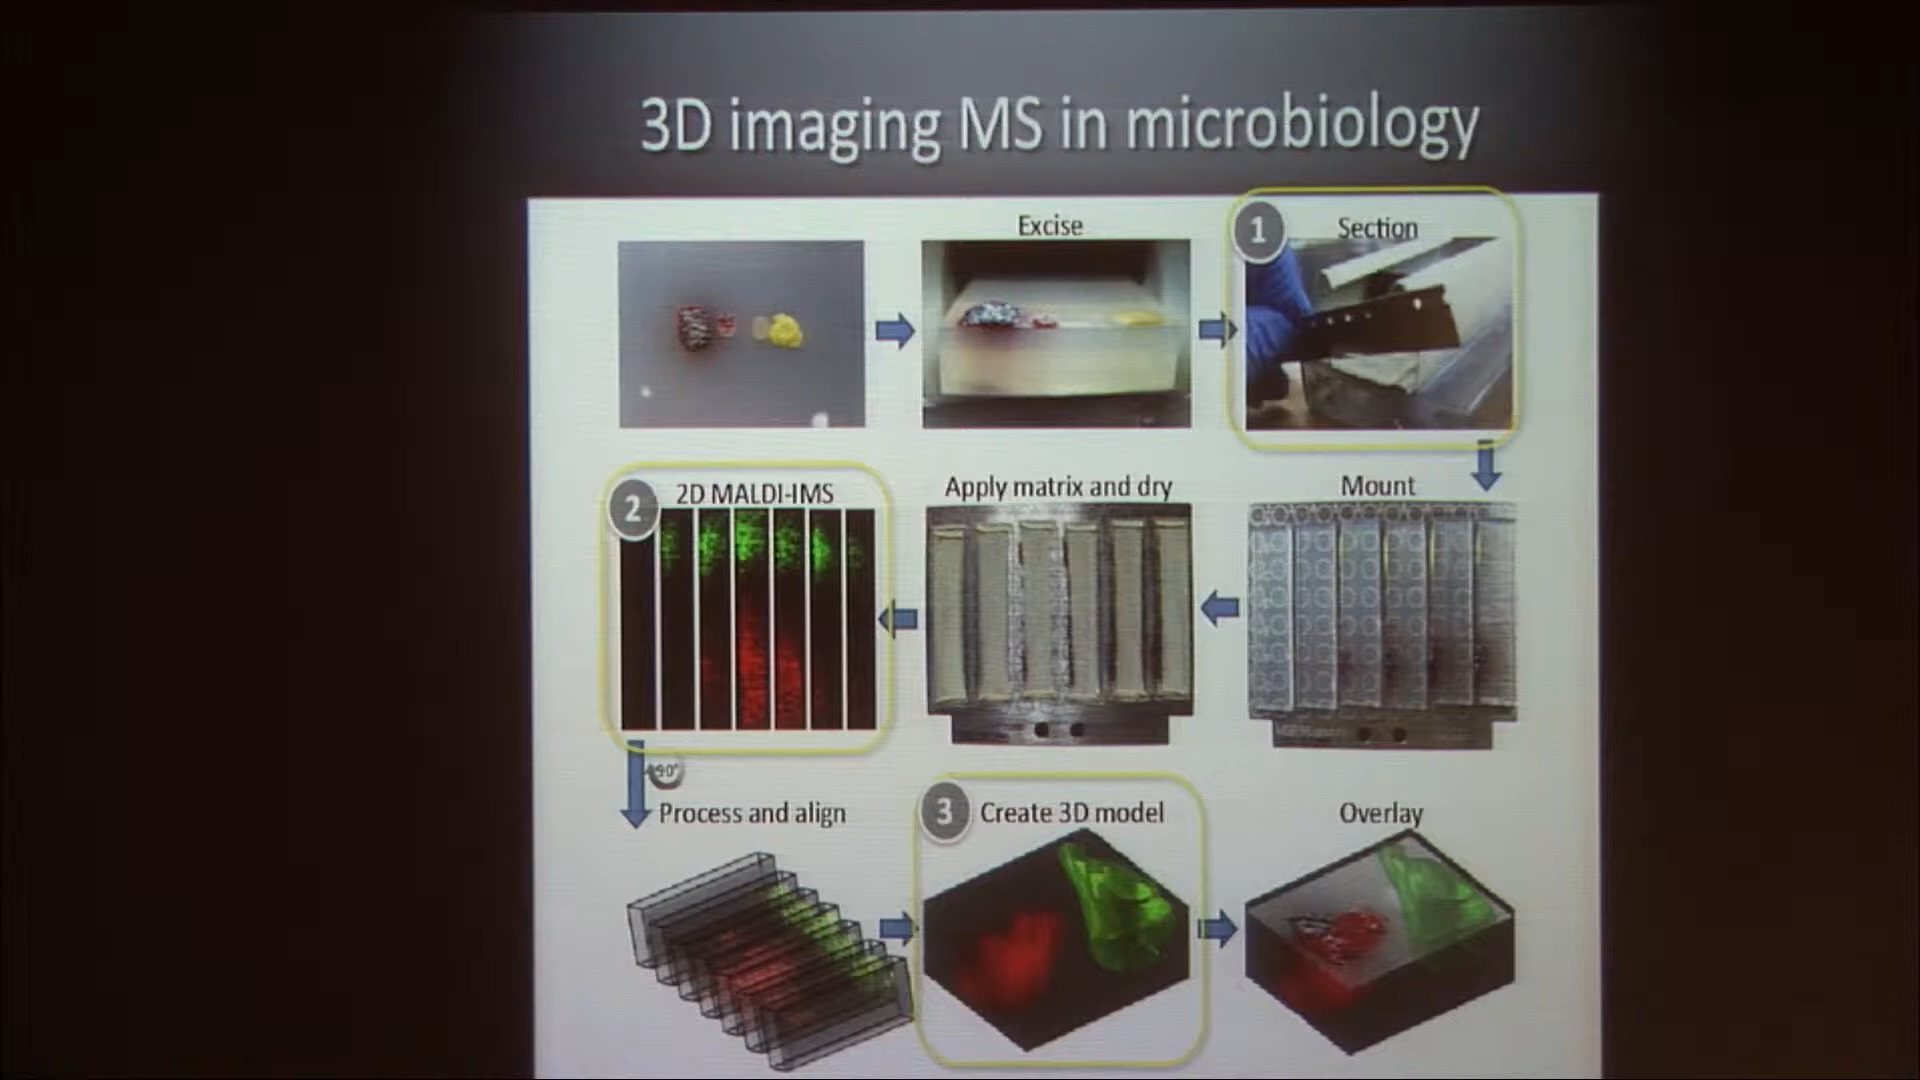 3D imaging MS in microbiology
Excise
1
Section
2
2D MALDI-IMS
Apply matrix and dry
Mount
90°
Process and align
3
Create 3D model
Overlay